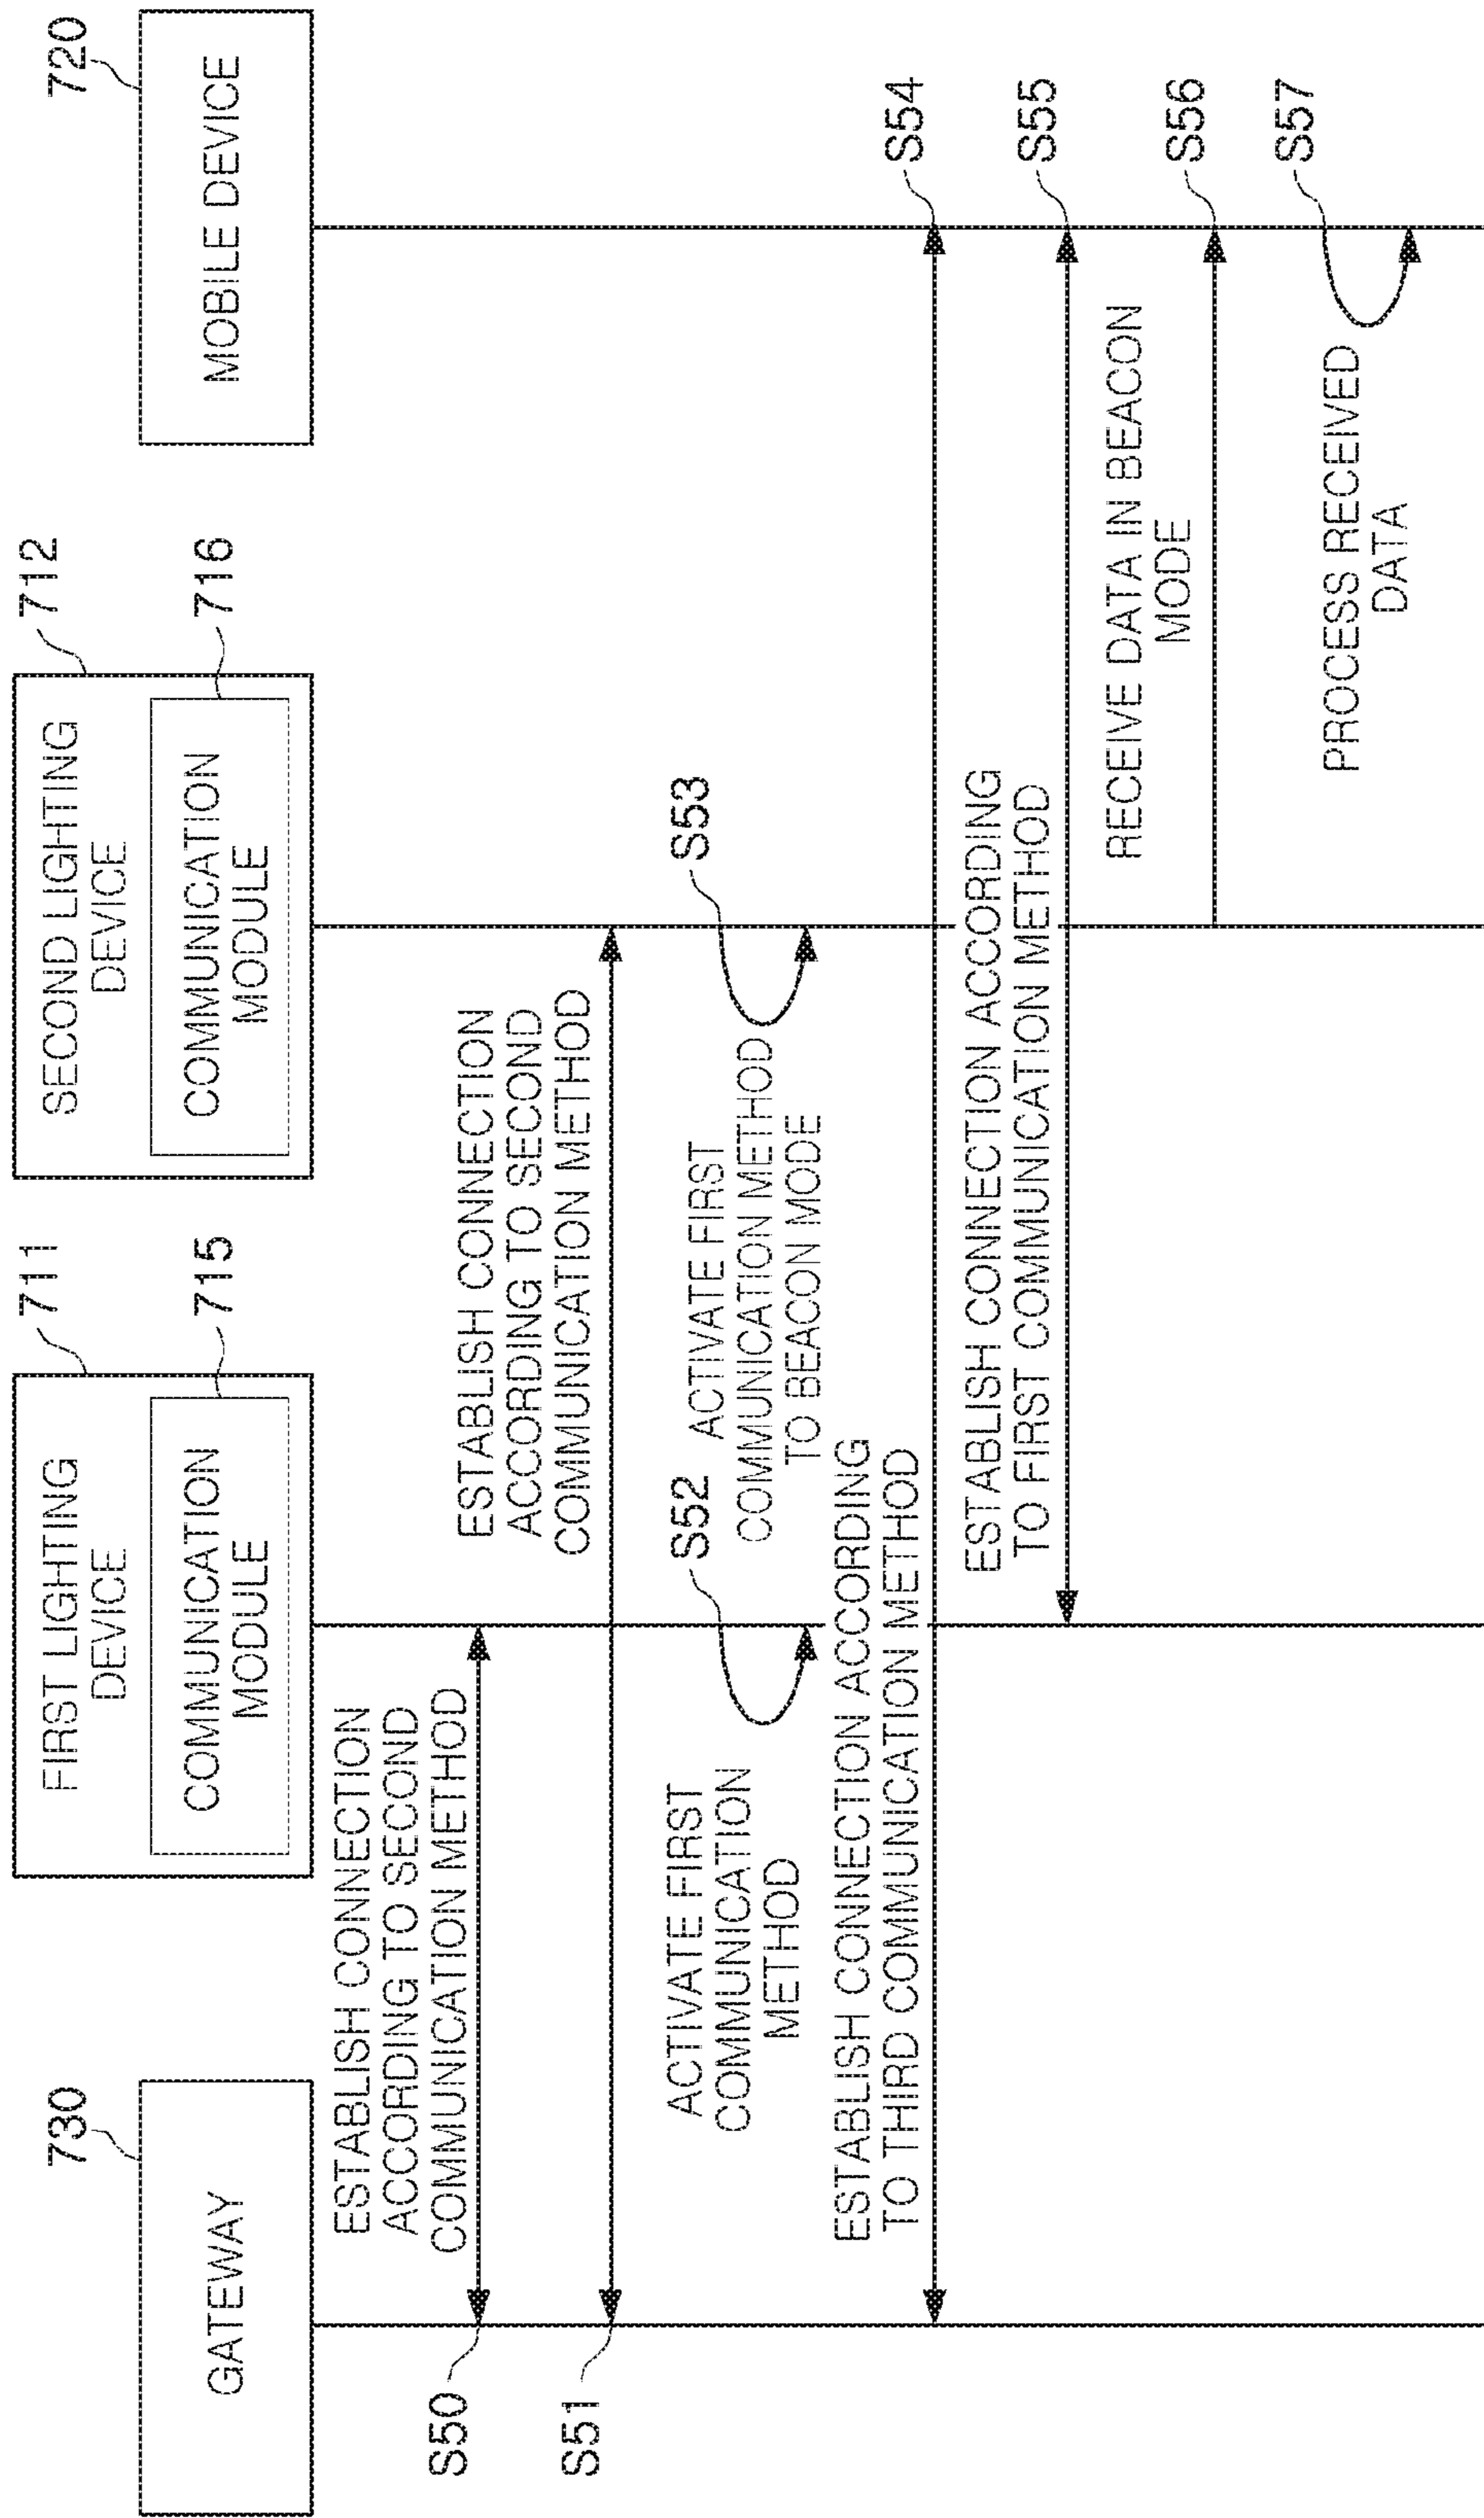 730
GATEWAY
711
FIRST LIGHTING
DEVICE
715
COMMUNICATION
MODULE
712
SECOND LIGHTING
DEVICE
716
COMMUNICATION
MODULE
720
MOBILE DEVICE
ESTABLISH CONNECTION
ACCORDING TO SECOND
COMMUNICATION METHOD
S50
ESTABLISH CONNECTION
ACCORDING TO SECOND
COMMUNICATION METHOD
S51
ACTIVATE FIRST
COMMUNICATION
METHOD
S52
ACTIVATE FIRST
COMMUNICATION METHOD
TO BEACON MODE
S53
ESTABLISH CONNECTION ACCORDING
TO THIRD COMMUNICATION METHOD
S54
ESTABLISH CONNECTION ACCORDING
TO FIRST COMMUNICATION METHOD
S55
RECEIVE DATA IN BEACON
MODE
S56
PROCESS RECEIVED
DATA
S57